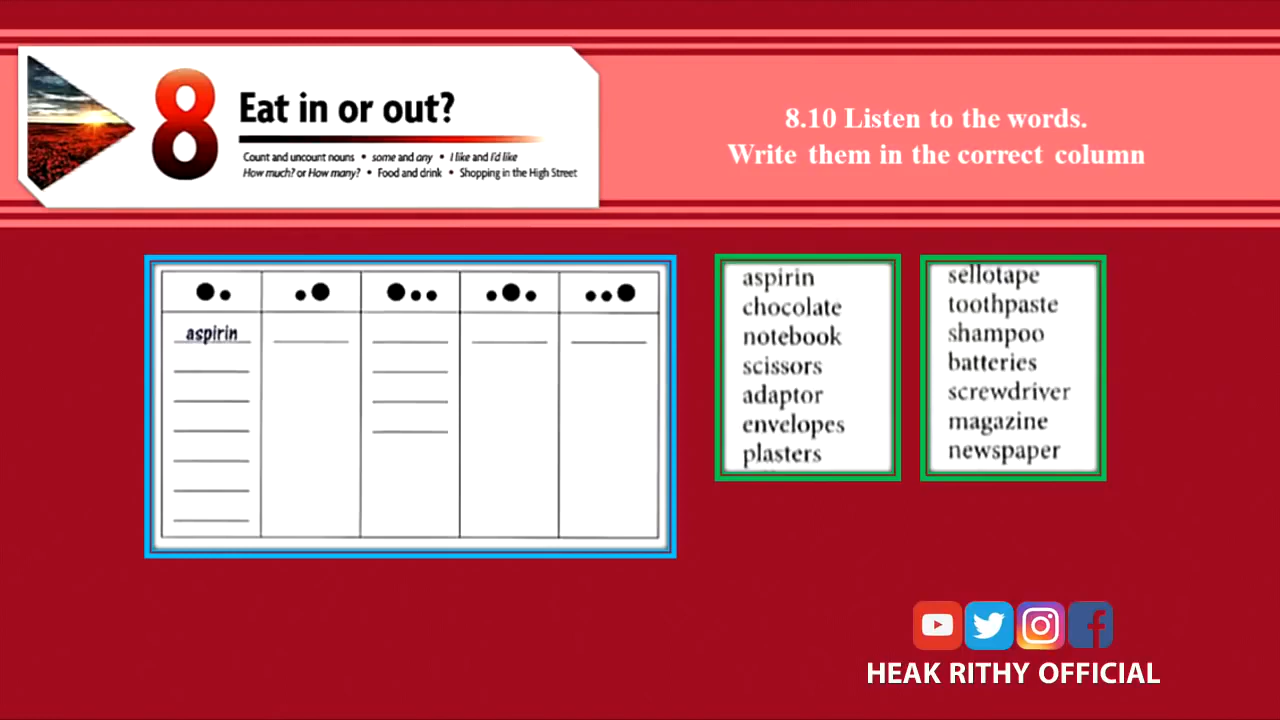 8
Eat in or out?
Count and uncount nouns • some and any • I like and I'd like
How much? or How many? • Food and drink • Shopping in the High Street
8.10 Listen to the words.
Write them in the correct column
aspirin
aspirin
chocolate
notebook
scissors
adaptor
envelopes
plasters
sellotape
toothpaste
shampoo
batteries
screwdriver
magazine
newspaper
HEAK RITHY OFFICIAL